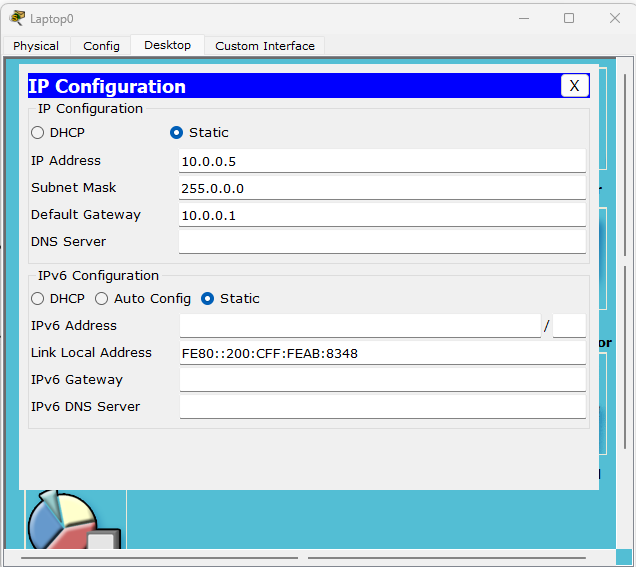 Laptop0
Physical Config Desktop Custom Interface
IP Configuration X
IP Configuration
DHCP Static
IP Address 10.0.0.5
Subnet Mask 255.0.0.0
Default Gateway 10.0.0.1
DNS Server
IPv6 Configuration
DHCP Auto Config Static
IPv6 Address /
Link Local Address FE80::200:CFF:FEAB:8348
IPv6 Gateway
IPv6 DNS Server